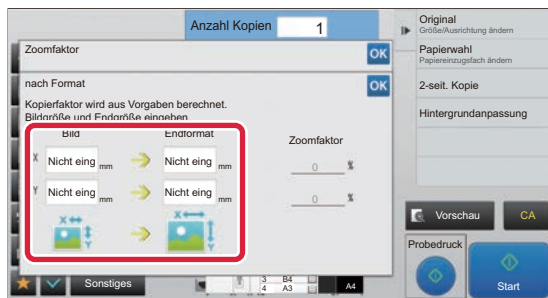 Anzahl Kopien 1
Zoomfaktor OK
nach Format OK
Kopierfaktor wird aus Vorgaben berechnet.
Bildgröße und Endgröße eingeben.
Bild Endformat Zoomfaktor
X Nicht eing mm Nicht eing mm 0 %
Y Nicht eing mm Nicht eing mm 0 %
X X
Y Y
Sonstiges
3 B4
4 A3
A4
Original
Größe/Ausrichtung ändern
Papierwahl
Papiereinzugsfach ändern
2-seit. Kopie
Hintergrundanpassung
Vorschau CA
Probedruck
Start